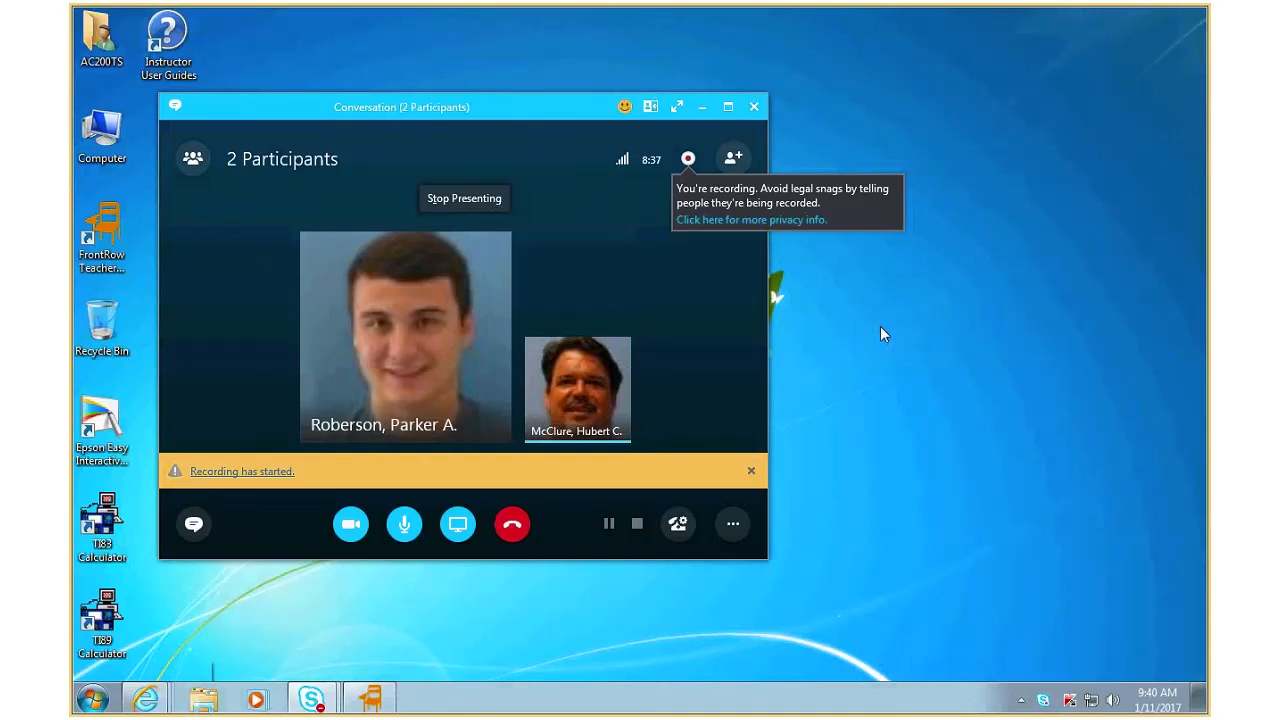 AC200TS
Instructor
User Guides
Computer
FrontRow
Teacher...
Recycle Bin
Epson Easy
Interactiv...
TI83
Calculator
TI89
Calculator
Conversation (2 Participants)
2 Participants
8:37
You're recording. Avoid legal snags by telling
people they're being recorded.
Click here for more privacy info.
Stop Presenting
Roberson, Parker A.
McClure, Hubert C.
Recording has started.
9:40 AM
1/11/2017